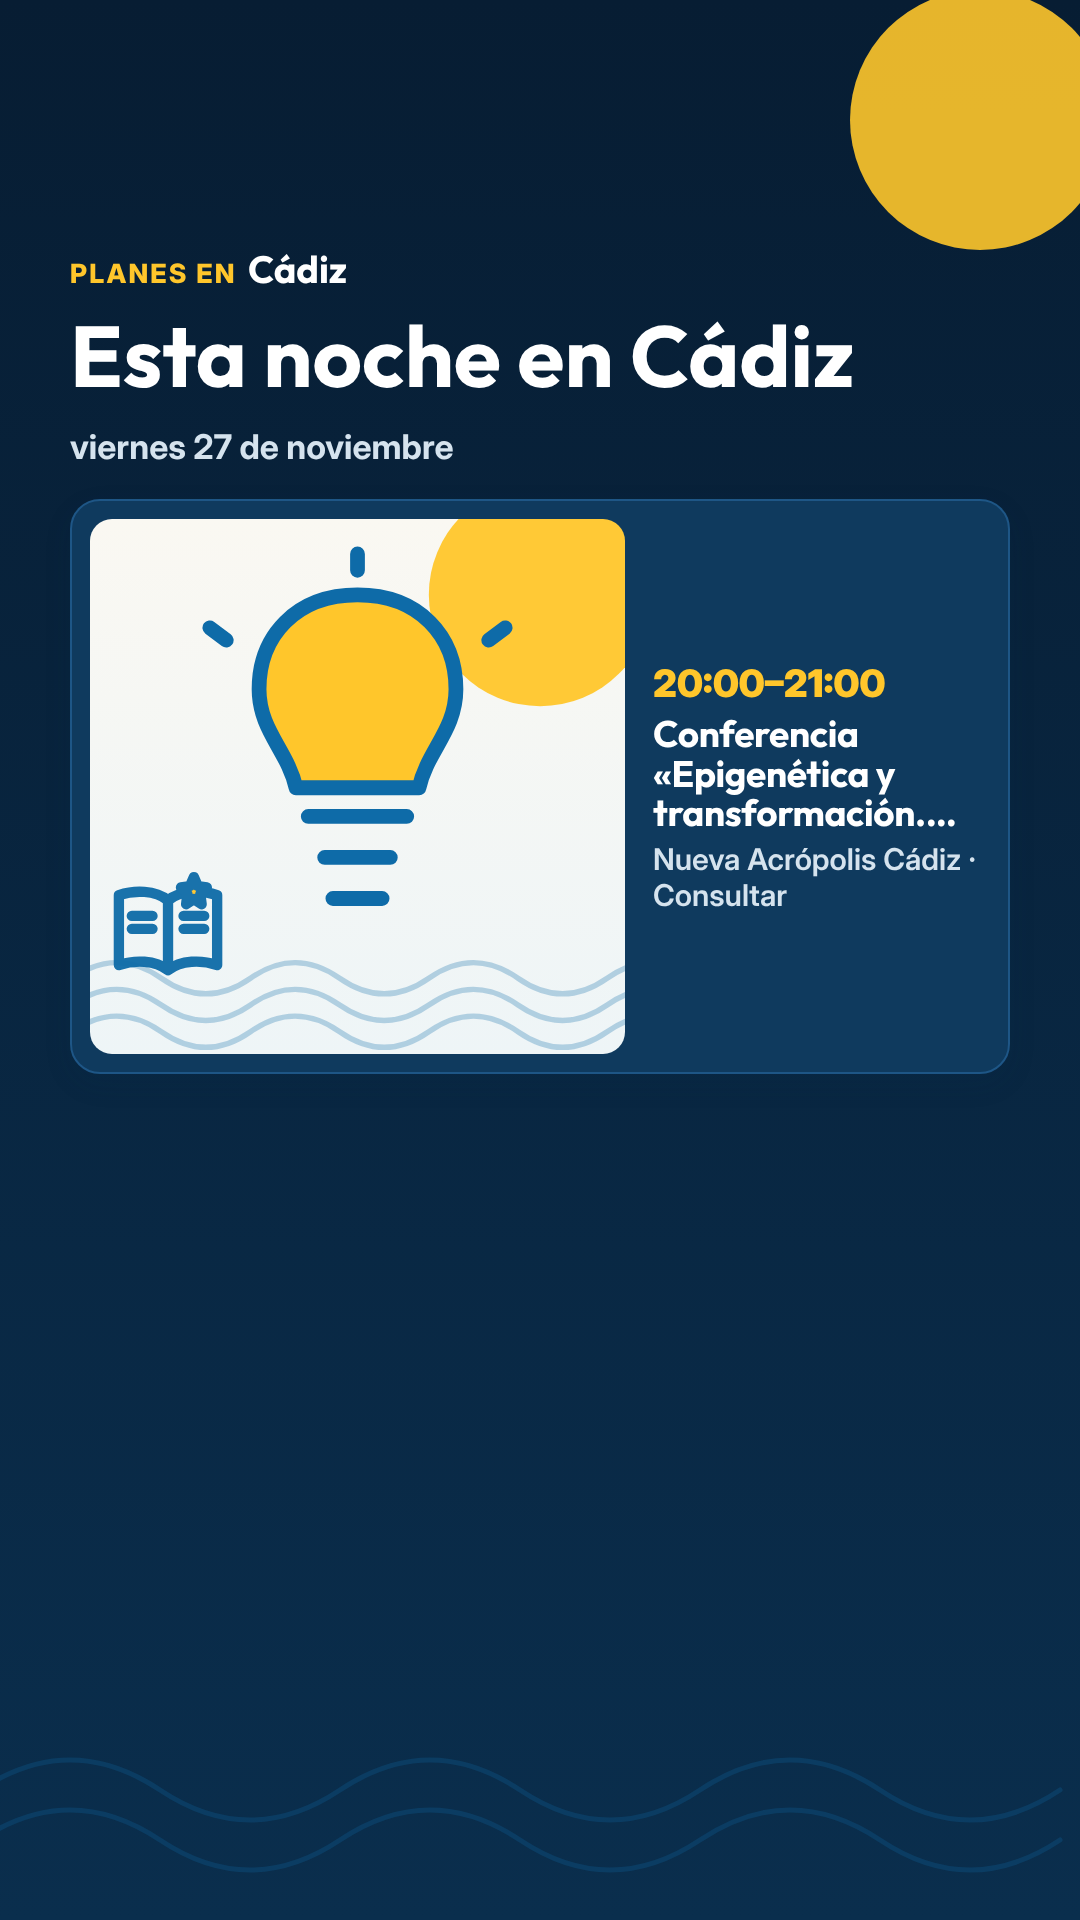 PLANES EN Cádiz
Esta noche en Cádiz
viernes 27 de noviembre
20:00–21:00
Conferencia
«Epigenética y
transformación....
Nueva Acrópolis Cádiz ·
Consultar